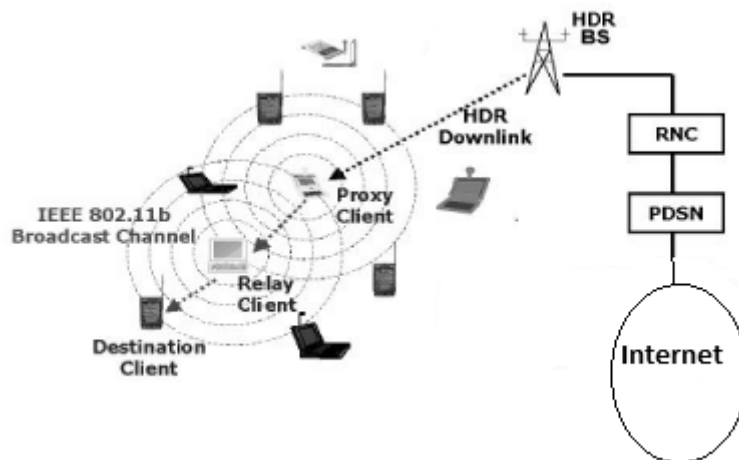 HDR
BS
HDR
Downlink
RNC
Proxy
Client
PDSN
IEEE 802.11b
Broadcast Channel
Relay
Client
Destination
Client
Internet